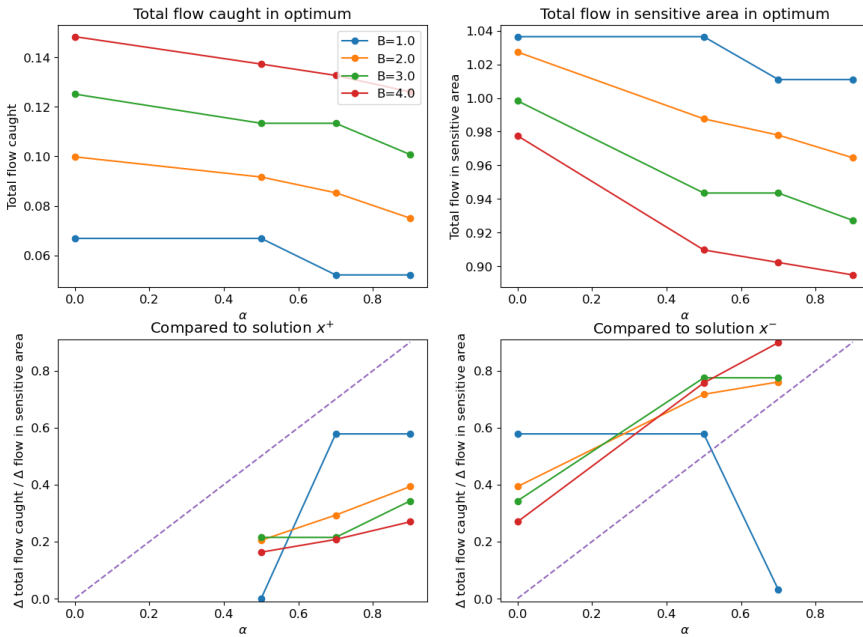 Total flow caught in optimum
Total flow caught
0.14
0.12
0.10
0.08
0.06
0.0 0.2 0.4 0.6 0.8
α
B=1.0
B=2.0
B=3.0
B=4.0
Total flow in sensitive area in optimum
Total flow in sensitive area
1.04
1.02
1.00
0.98
0.96
0.94
0.92
0.90
0.0 0.2 0.4 0.6 0.8
α
Compared to solution x⁺
Δ total flow caught / Δ flow in sensitive area
0.8
0.6
0.4
0.2
0.0
0.0 0.2 0.4 0.6 0.8
α
Compared to solution x⁻
Δ total flow caught / Δ flow in sensitive area
0.8
0.6
0.4
0.2
0.0
0.0 0.2 0.4 0.6 0.8
α